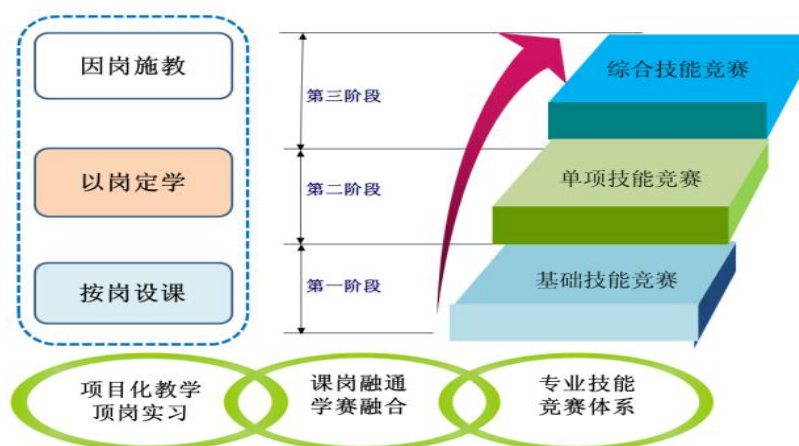 因岗施教
以岗定学
按岗设课
第三阶段
第二阶段
第一阶段
综合技能竞赛
单项技能竞赛
基础技能竞赛
项目化教学
顶岗实习
课岗融通
学赛融合
专业技能
竞赛体系